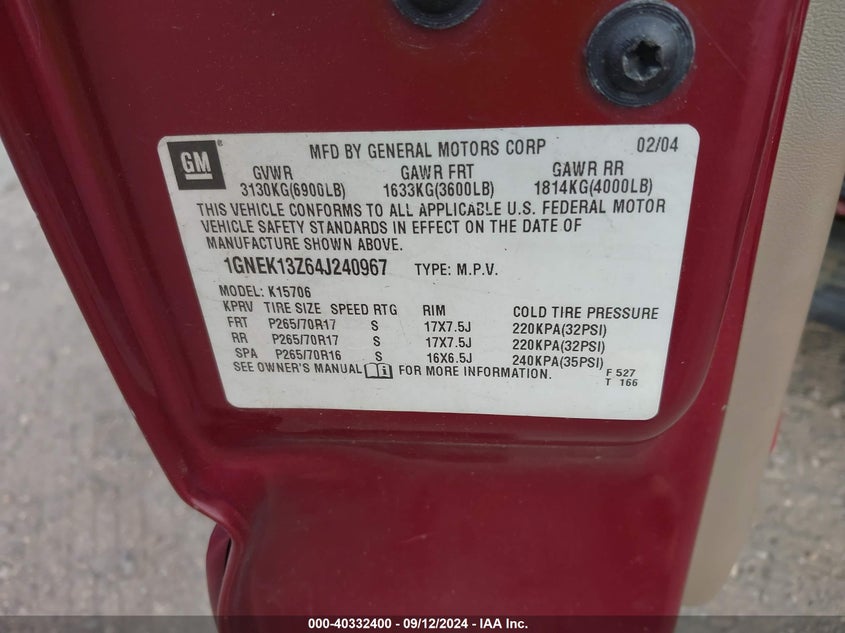 GM®
MFD BY GENERAL MOTORS CORP 02/04
GVWR GAWR FRT GAWR RR
3130KG(6900LB) 1633KG(3600LB) 1814KG(4000LB)
THIS VEHICLE CONFORMS TO ALL APPLICABLE U.S. FEDERAL MOTOR
VEHICLE SAFETY STANDARDS IN EFFECT ON THE DATE OF
MANUFACTURE SHOWN ABOVE.
1GNEK13Z64J240967 TYPE: M.P.V.
MODEL: K15706
KPRV TIRE SIZE SPEED RTG RIM COLD TIRE PRESSURE
FRT P265/70R17 S 17X7.5J 220KPA(32PSI)
RR P265/70R17 S 17X7.5J 220KPA(32PSI)
SPA P265/70R16 S 16X6.5J 240KPA(35PSI)
SEE OWNER'S MANUAL i FOR MORE INFORMATION. F 527
T 166
000-40332400 - 09/12/2024 - IAA Inc.